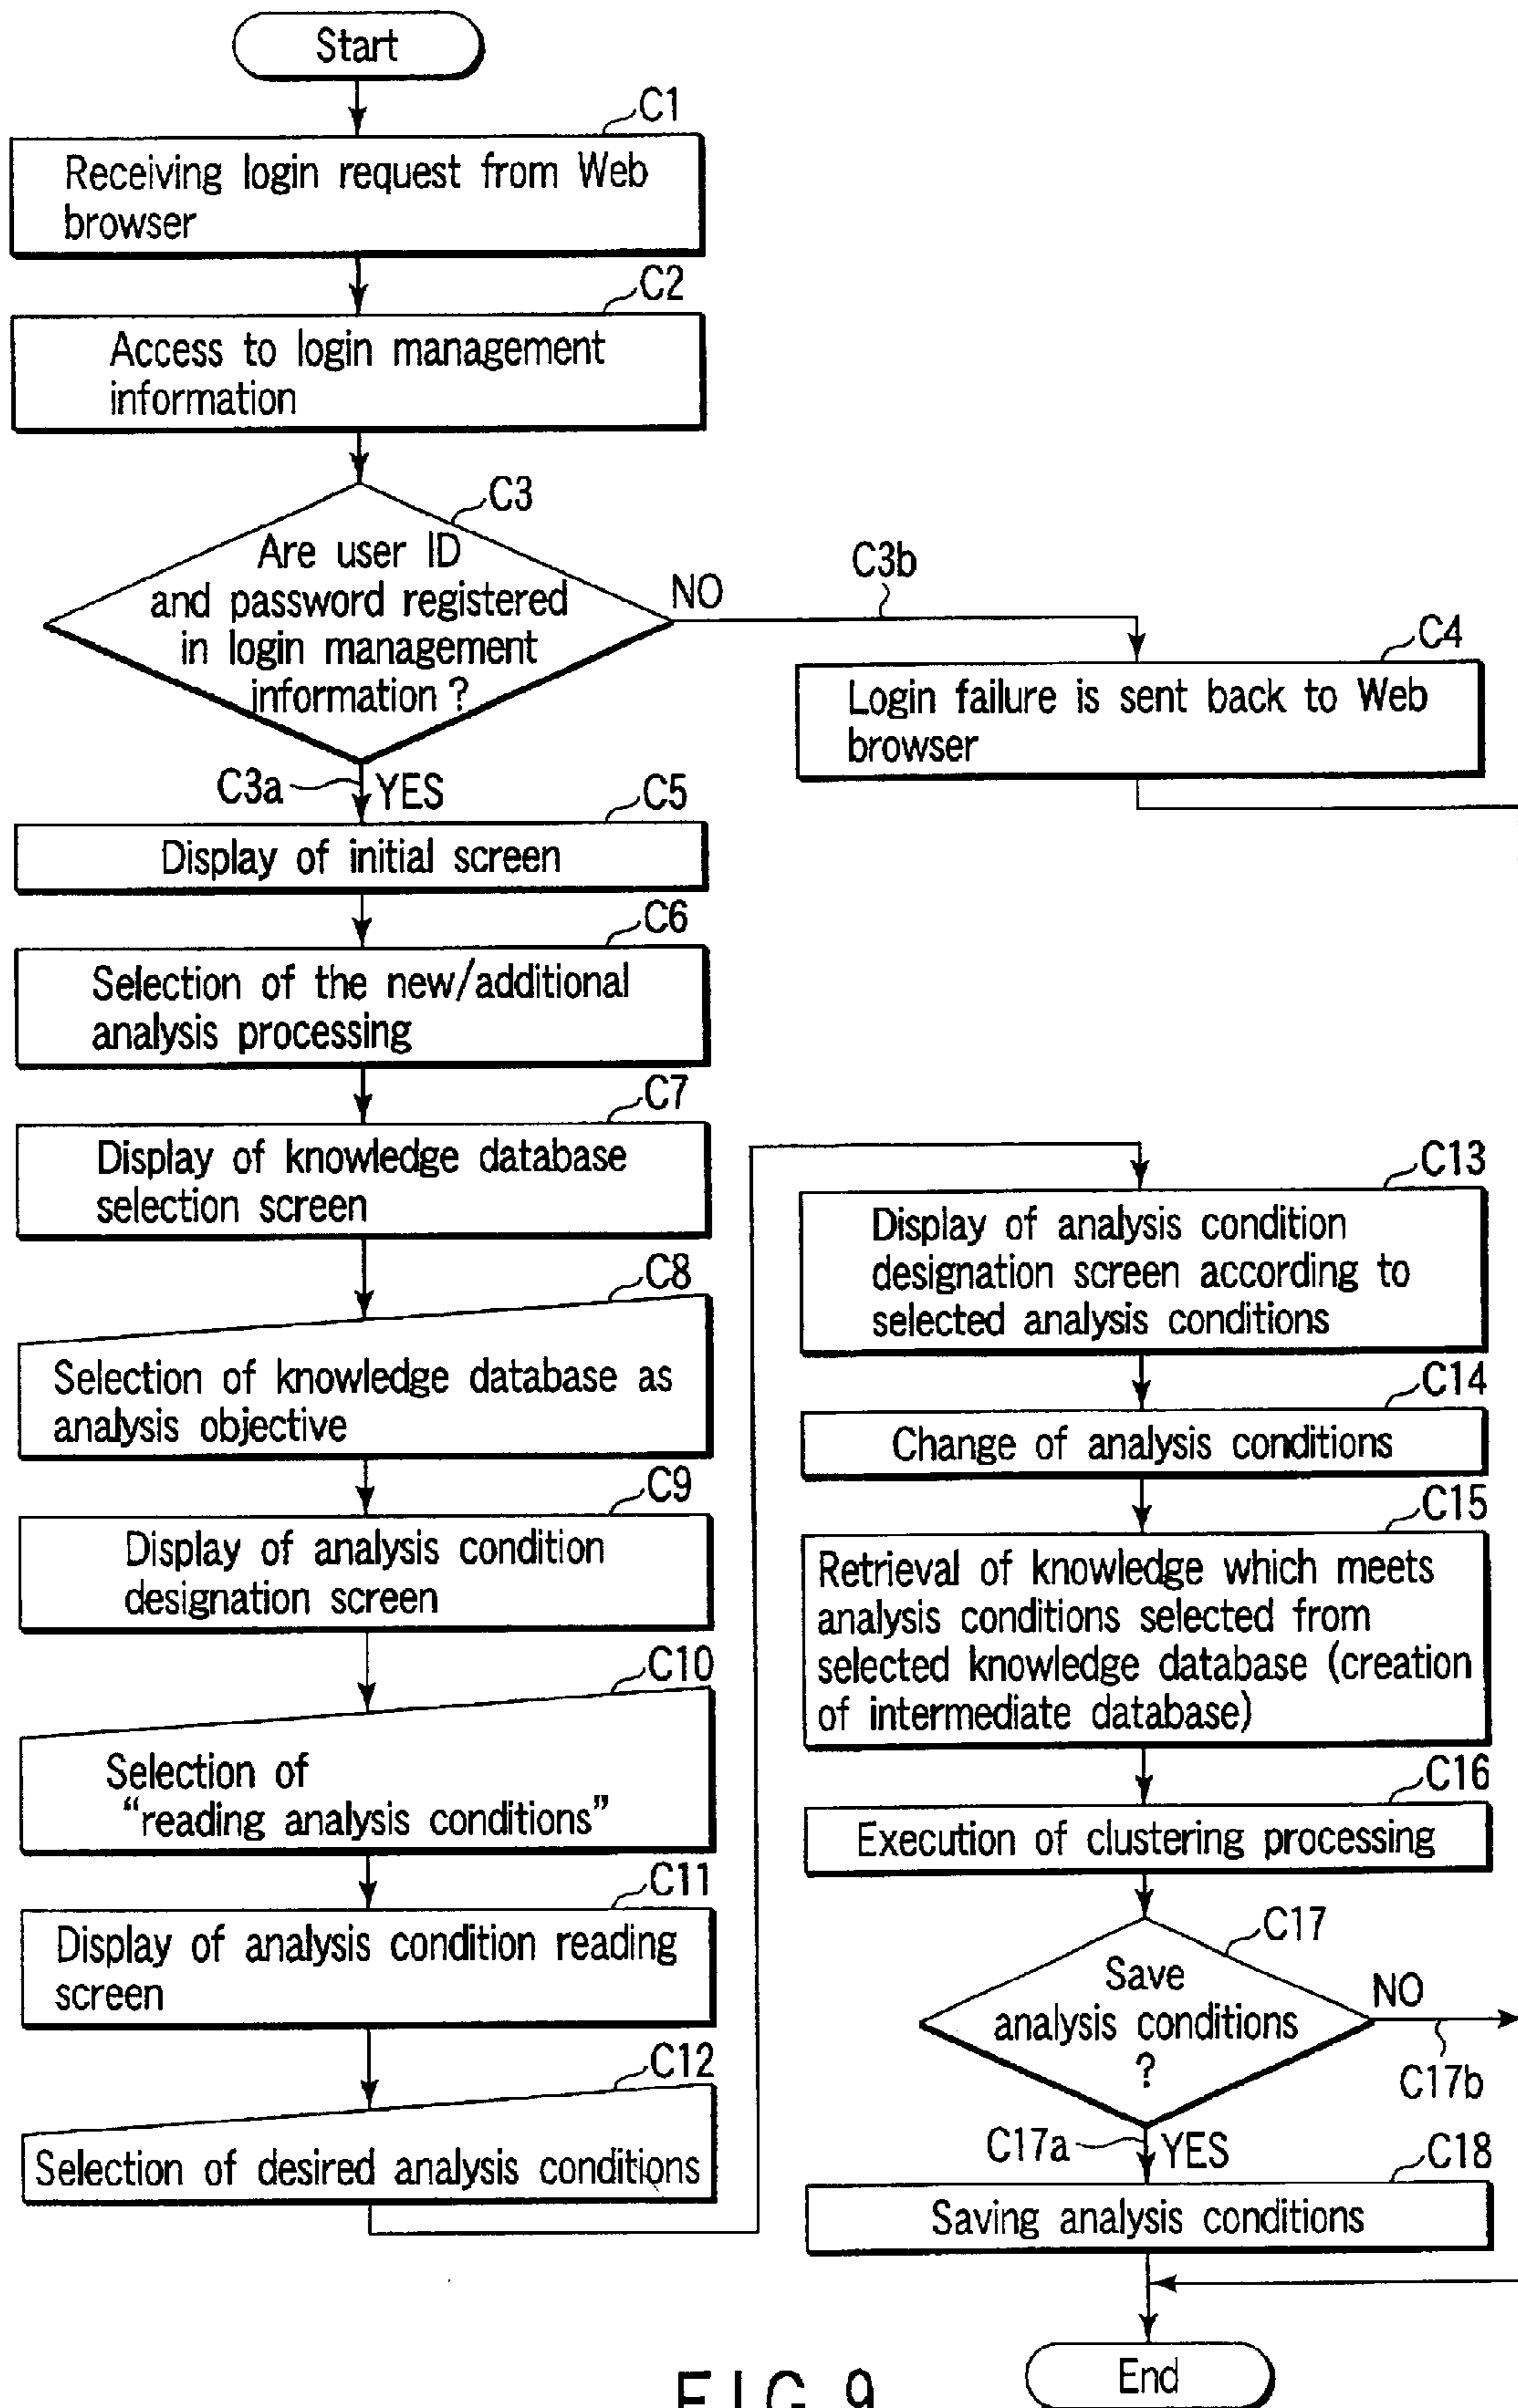 Start
C1
Receiving login request from Web
browser
C2
Access to login management
information
C3
Are user ID
and password registered
in login management
information ?
NO
C3b
C4
Login failure is sent back to Web
browser
C3a
YES
C5
Display of initial screen
C6
Selection of the new/additional
analysis processing
C7
Display of knowledge database
selection screen
C8
Selection of knowledge database as
analysis objective
C9
Display of analysis condition
designation screen
C10
Selection of
“reading analysis conditions”
C11
Display of analysis condition reading
screen
C12
Selection of desired analysis conditions
C13
Display of analysis condition
designation screen according to
selected analysis conditions
C14
Change of analysis conditions
C15
Retrieval of knowledge which meets
analysis conditions selected from
selected knowledge database (creation
of intermediate database)
C16
Execution of clustering processing
C17
Save
analysis conditions
?
NO
C17b
C17a
YES
C18
Saving analysis conditions
End
FIG. 9